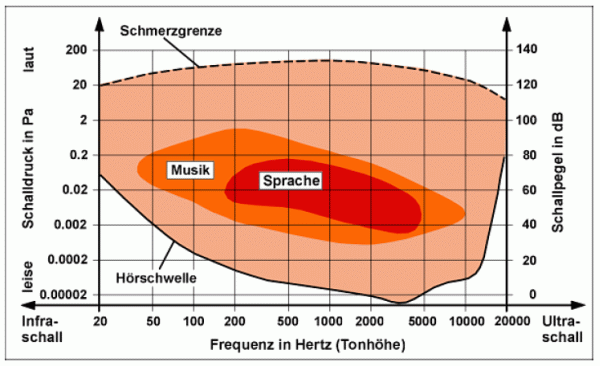 Schmerzgrenze
laut
200
20
2
0.2
0.02
0.002
0.0002
0.00002
leise
Schalldruck in Pa
140
120
100
80
60
40
20
0
Schallpegel in dB
Musik
Sprache
Hörschwelle
Infra-
schall
20
50
100
200
500
1000
2000
5000
10000
20000
Ultra-
schall
Frequenz in Hertz (Tonhöhe)